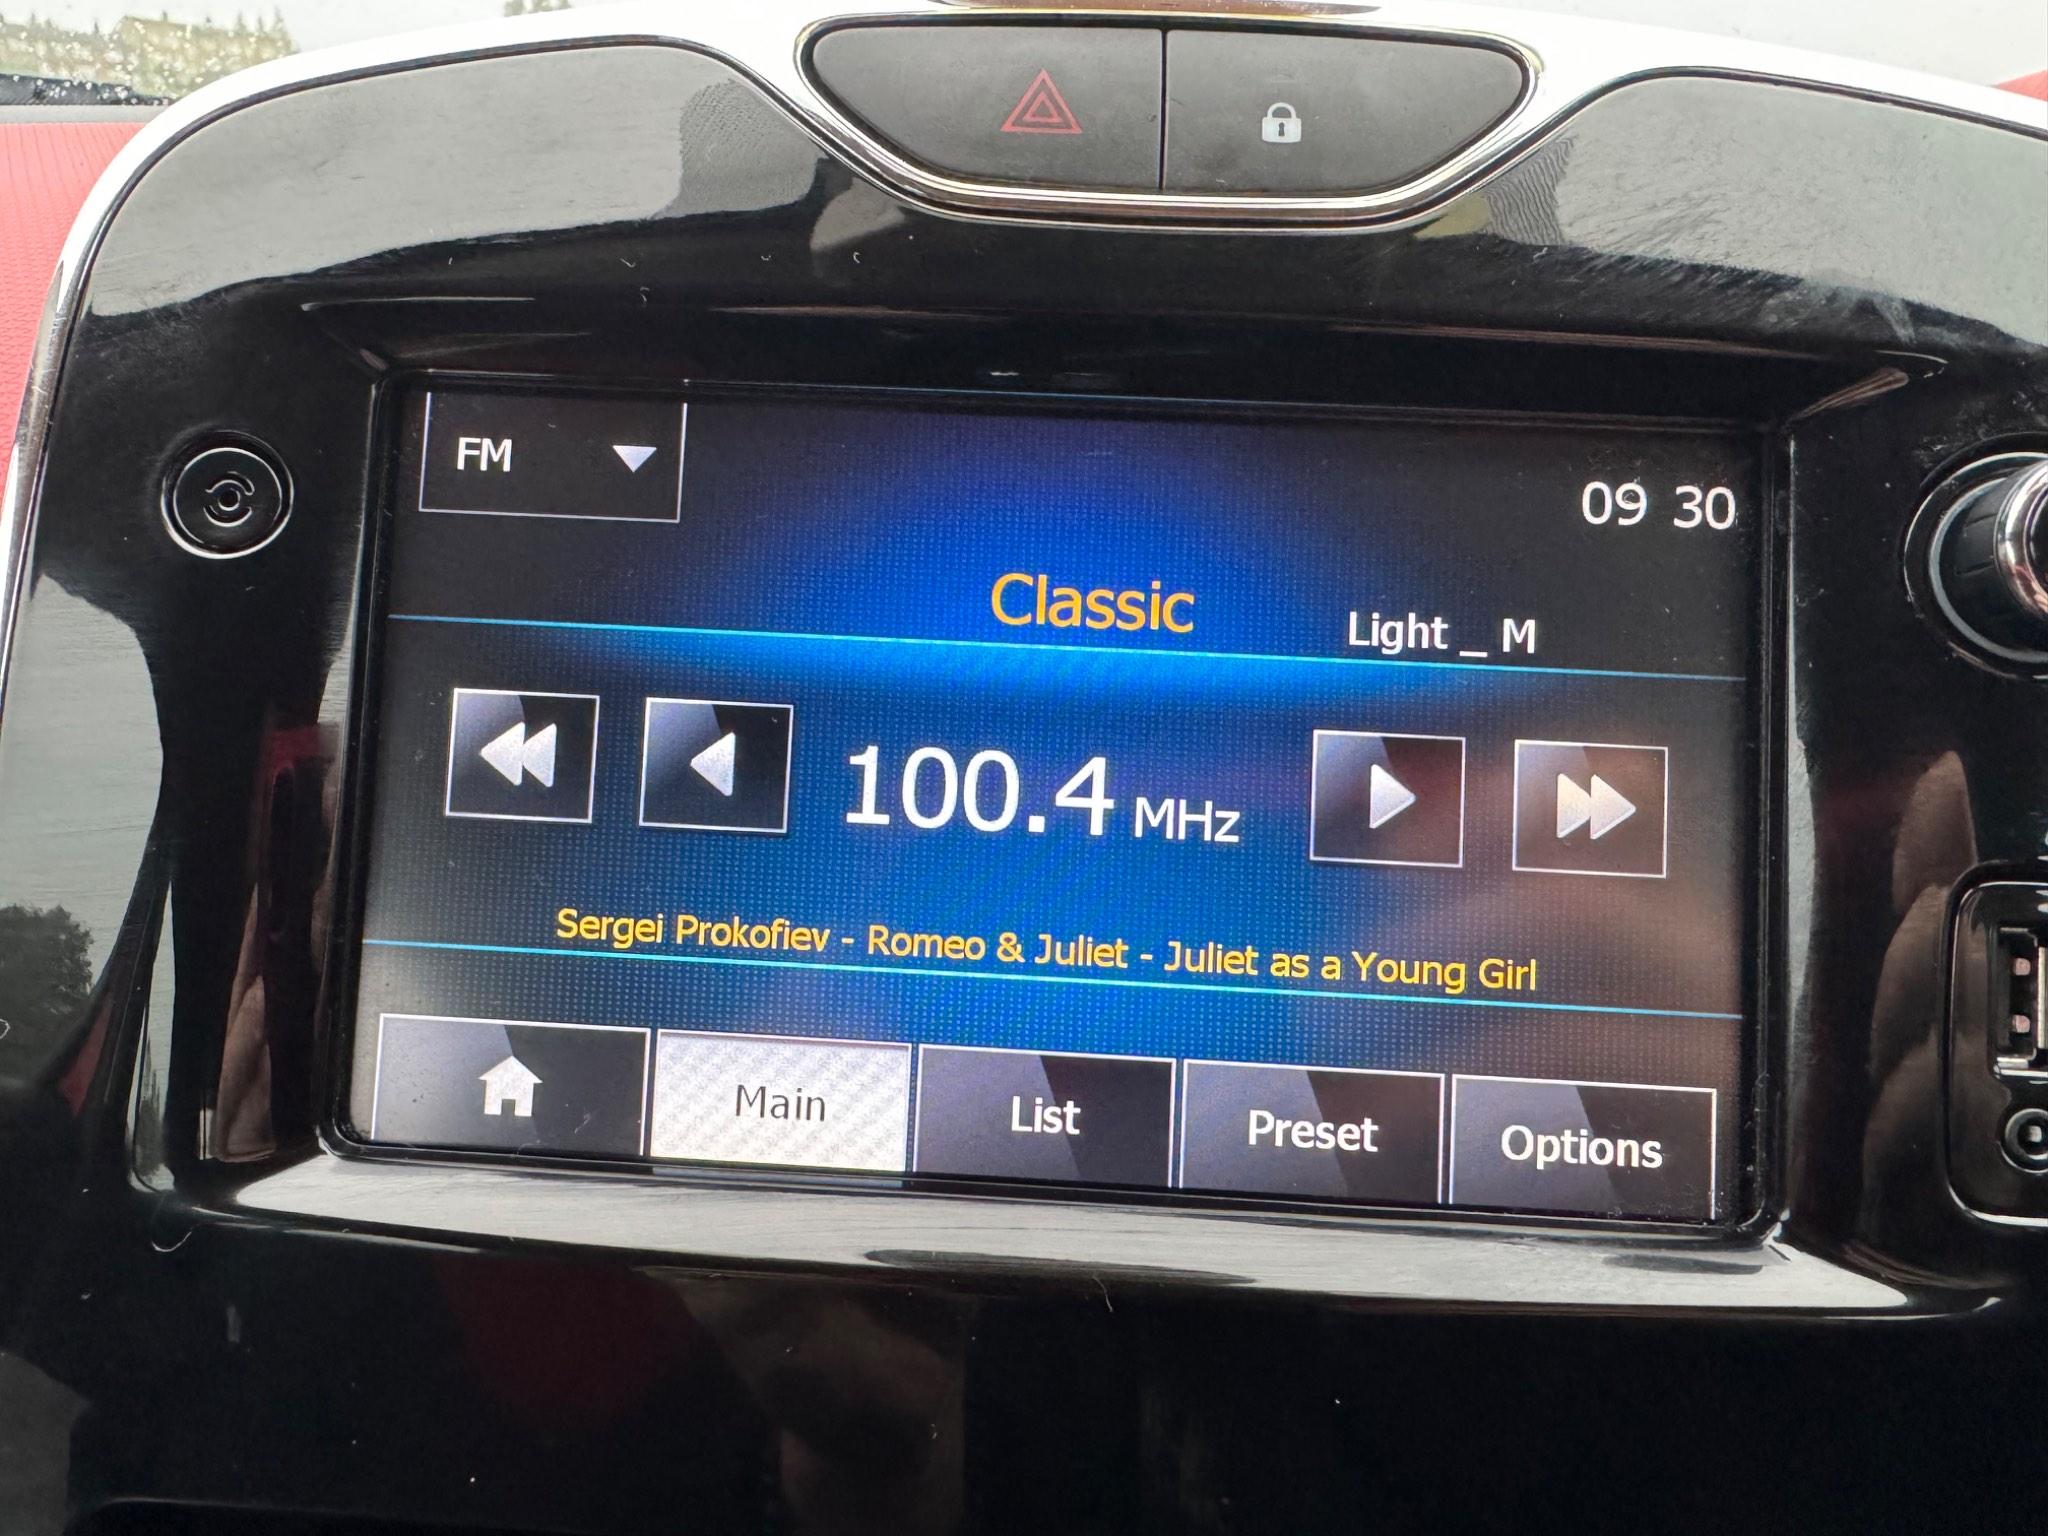 FM
09 30
Classic
Light _ M
100.4 MHz
Sergei Prokofiev - Romeo & Juliet - Juliet as a Young Girl
Main
List
Preset
Options